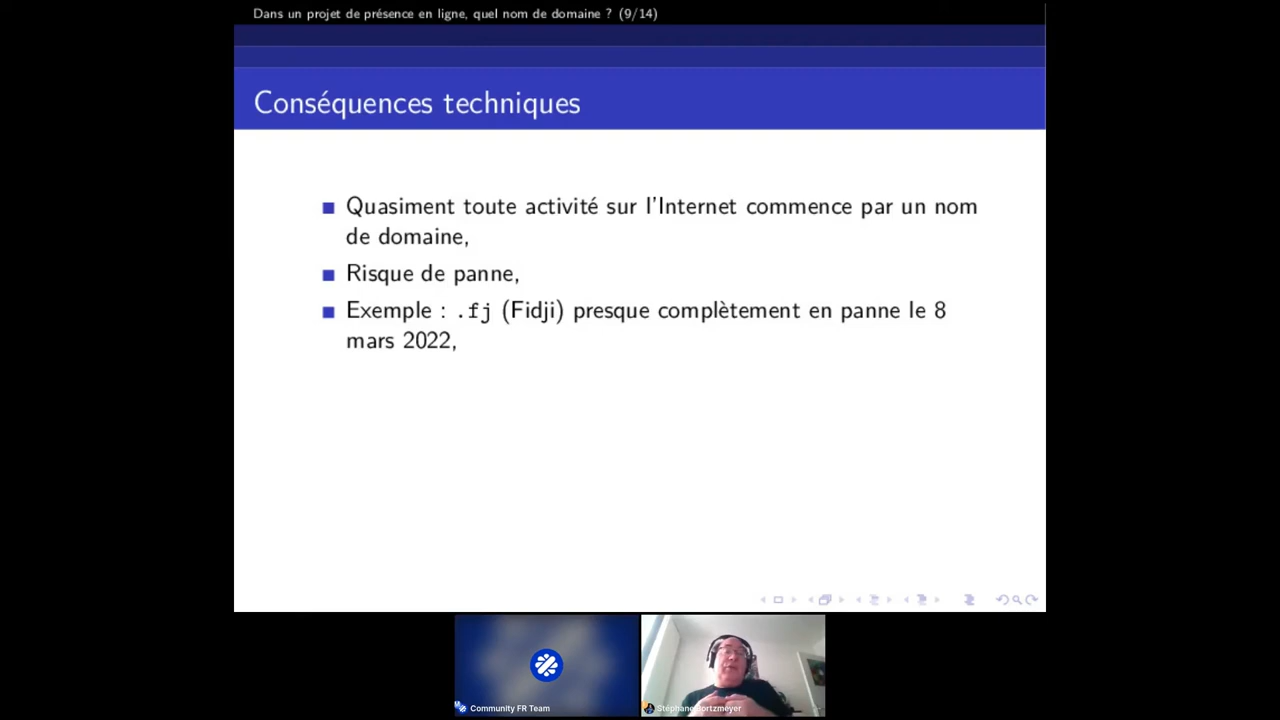 Dans un projet de présence en ligne, quel nom de domaine ? (9/14)
Conséquences techniques
Quasiment toute activité sur l'Internet commence par un nom
de domaine,
Risque de panne,
Exemple : .fj (Fidji) presque complètement en panne le 8
mars 2022,
Community FR Team
Stéphane Bortzmeyer